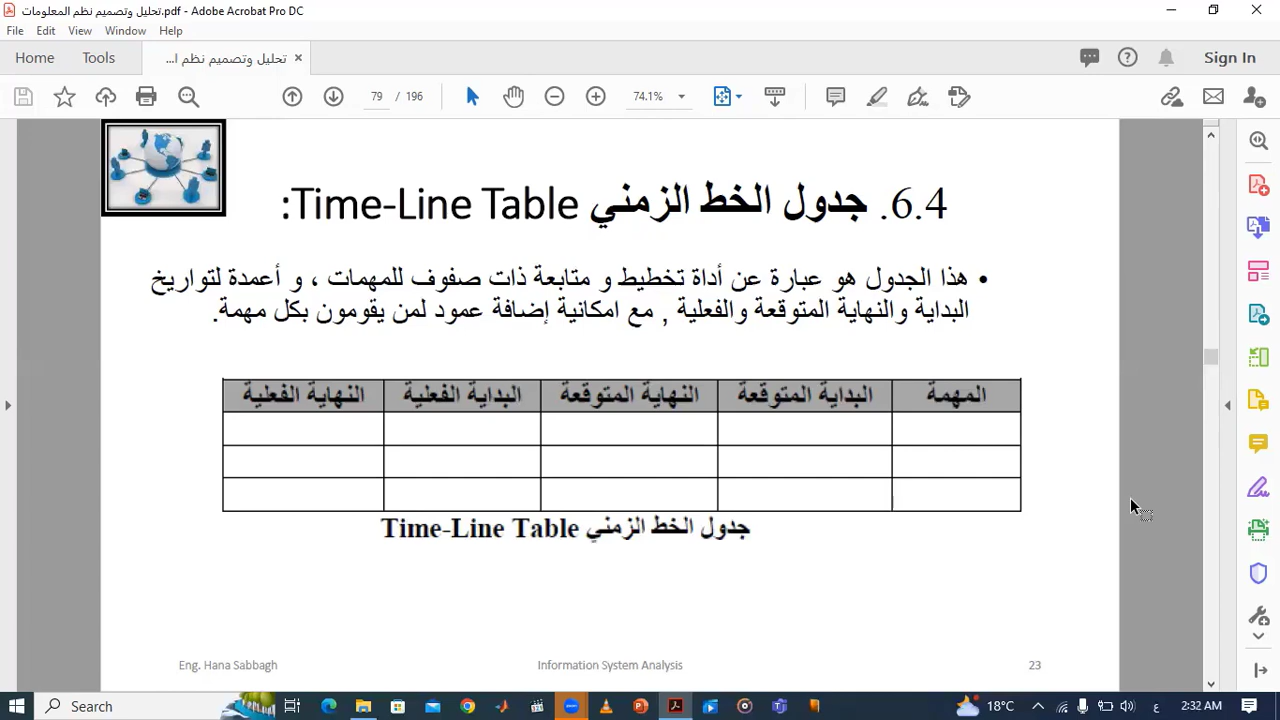 تحليل وتصميم نظم المعلومات.pdf - Adobe Acrobat Pro DC
File Edit View Window Help
Home Tools تحليل وتصميم نظم ا... Sign In
79 / 196 74.1%
6.4. جدول الخط الزمني Time-Line Table:
• هذا الجدول هو عبارة عن أداة تخطيط و متابعة ذات صفوف للمهمات ، و أعمدة لتواريخ
البداية والنهاية المتوقعة والفعلية , مع امكانية إضافة عمود لمن يقومون بكل مهمة.
المهمة البداية المتوقعة النهاية المتوقعة البداية الفعلية النهاية الفعلية
جدول الخط الزمني Time-Line Table
Eng. Hana Sabbagh Information System Analysis 23
Search 18°C ع 2:32 AM